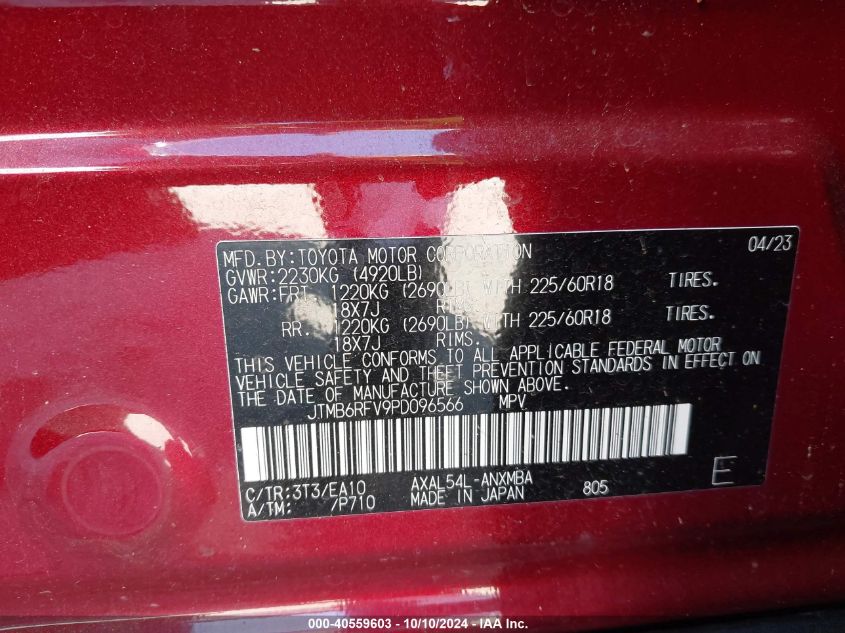 MFD.BY:TOYOTA MOTOR CORPORATION 04/23
GVWR:2230KG (4920LB)
GAWR:FRT 1220KG (2690LB) WITH 225/60R18 TIRES.
18X7J RIMS.
RR. 1220KG (2690LB) WITH 225/60R18 TIRES.
18X7J RIMS.
THIS VEHICLE CONFORMS TO ALL APPLICABLE FEDERAL MOTOR
VEHICLE SAFETY AND THEFT PREVENTION STANDARDS IN EFFECT ON
THE DATE OF MANUFACTURE SHOWN ABOVE.
JTMB6RFV9PD096566 MPV
C/TR:3T3/EA10 AXAL54L-ANXMBA
A/TM: /P710 MADE IN JAPAN 805 E
000-40559603 - 10/10/2024 - IAA Inc.